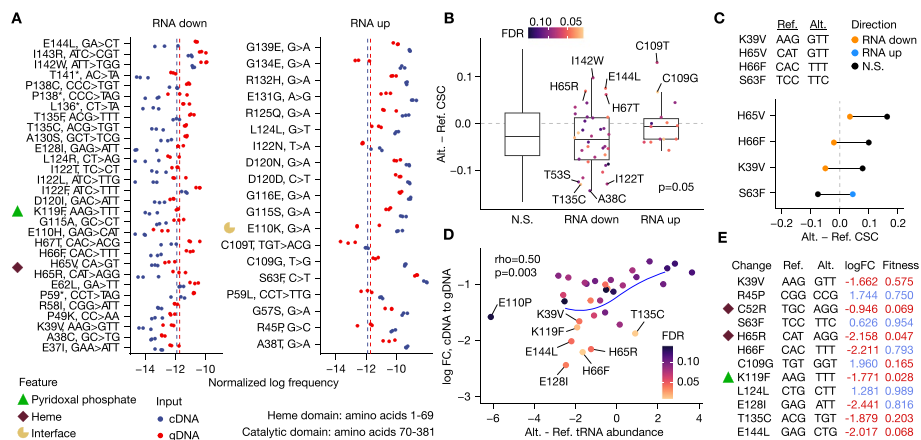 A
RNA down
E144L, GA>CT
I143R, ATC>CGT
I142W, ATT>TGG
T141*, AC>TA
P138C, CCC>TGT
P138*, CCC>TAG
L136*, CT>TA
T135F, ACG>TTT
T135C, ACG>TGT
A130S, GCT>TCG
E128I, GAG>ATT
L124R, CT>AG
I122T, TC>CT
I122L, ATC>TTG
I122F, ATC>TTT
D120I, GAC>ATT
K119F, AAG>TTT
G115A, GC>CT
E110H, GAG>CAT
H67T, CAC>ACG
H66F, CAC>TTT
H65V, CA>GT
H65R, CAT>AGG
E62L, GA>TT
P59*, CCT>TAG
R58I, CGG>ATT
P49K, CC>AA
K39V, AAG>GTT
A38C, GC>TG
E37I, GAA>ATT
−14 −12 −10
RNA up
G139E, G>A
G134E, G>A
R132H, G>A
E131G, A>G
R125Q, G>A
L124L, G>T
I122N, T>A
D120N, G>A
D120D, C>T
G116E, G>A
G115S, G>A
E110K, G>A
C109T, TGT>ACG
C109G, T>G
S63F, C>T
P59L, CCT>TTG
G57S, G>A
R45P, G>C
A38T, G>A
−14 −12 −10
Normalized log frequency
Feature
Pyridoxal phosphate
Heme
Interface
Input
cDNA
gDNA
Heme domain: amino acids 1-69
Catalytic domain: amino acids 70-381
B
FDR
0.10 0.05
Alt. − Ref. CSC
0.1
0.0
−0.1
C109T
I142W
E144L
H65R
H67T
C109G
T53S
I122T
T135C
A38C
p=0.05
N.S.
RNA down
RNA up
C
Ref. Alt.
K39V AAG GTT
H65V CAT GTT
H66F CAC TTT
S63F TCC TTC
Direction
RNA down
RNA up
N.S.
H65V
H66F
K39V
S63F
−0.2 −0.1 0 0.1 0.2
Alt. − Ref. CSC
D
rho=0.50
p=0.003
log FC, cDNA to gDNA
−1
−2
−3
E110P
K39V
K119F
T135C
E144L
H65R
H66F
E128I
FDR
0.10
0.05
−6 −4 −2 0 2 4
Alt. − Ref. tRNA abundance
E
Change Ref. Alt. logFC Fitness
K39V AAG GTT -1.662 0.575
R45P CGG CCG 1.744 0.750
C52R TGC AGG -0.946 0.069
S63F TCC TTC 0.626 0.954
H65R CAT AGG -2.158 0.047
H66F CAC TTT -2.211 0.793
C109G TGT GGT 1.960 0.165
K119F AAG TTT -1.771 0.028
L124L CTG CTT 1.281 0.989
E128I GAG ATT -2.441 0.816
T135C ACG TGT -1.879 0.203
E144L GAG CTG -2.017 0.068